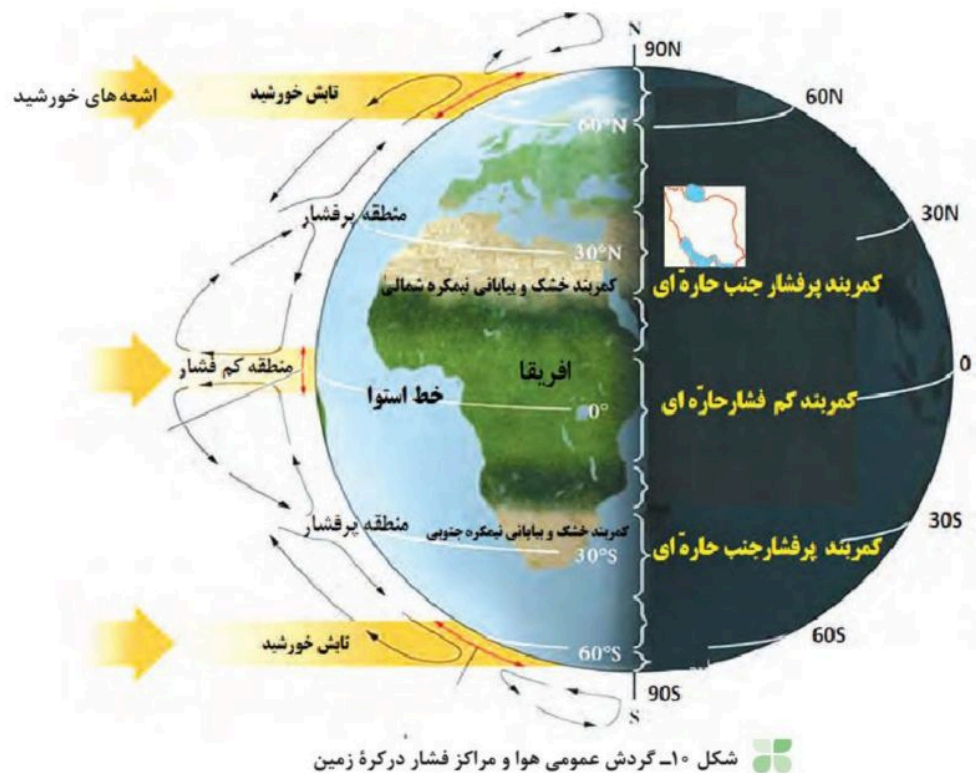 N
90N
60N
تابش خورشید
اشعه‌های خورشید
60°N
30N
منطقه پرفشار
30°N
کمربند خشک و بیابانی نیمکره شمالی
کمربند پرفشار جنب حارّه ای
منطقه کم فشار
افریقا
0
خط استوا
0°
کمربند کم فشارحارّه ای
منطقه پرفشار
کمربند خشک و بیابانی نیمکره جنوبی
30°S
30S
کمربند پرفشارجنب حارّه ای
تابش خورشید
60°S
60S
90S
S
شکل ۱۰ـ گردش عمومی هوا و مراکز فشار درکرۀ زمین